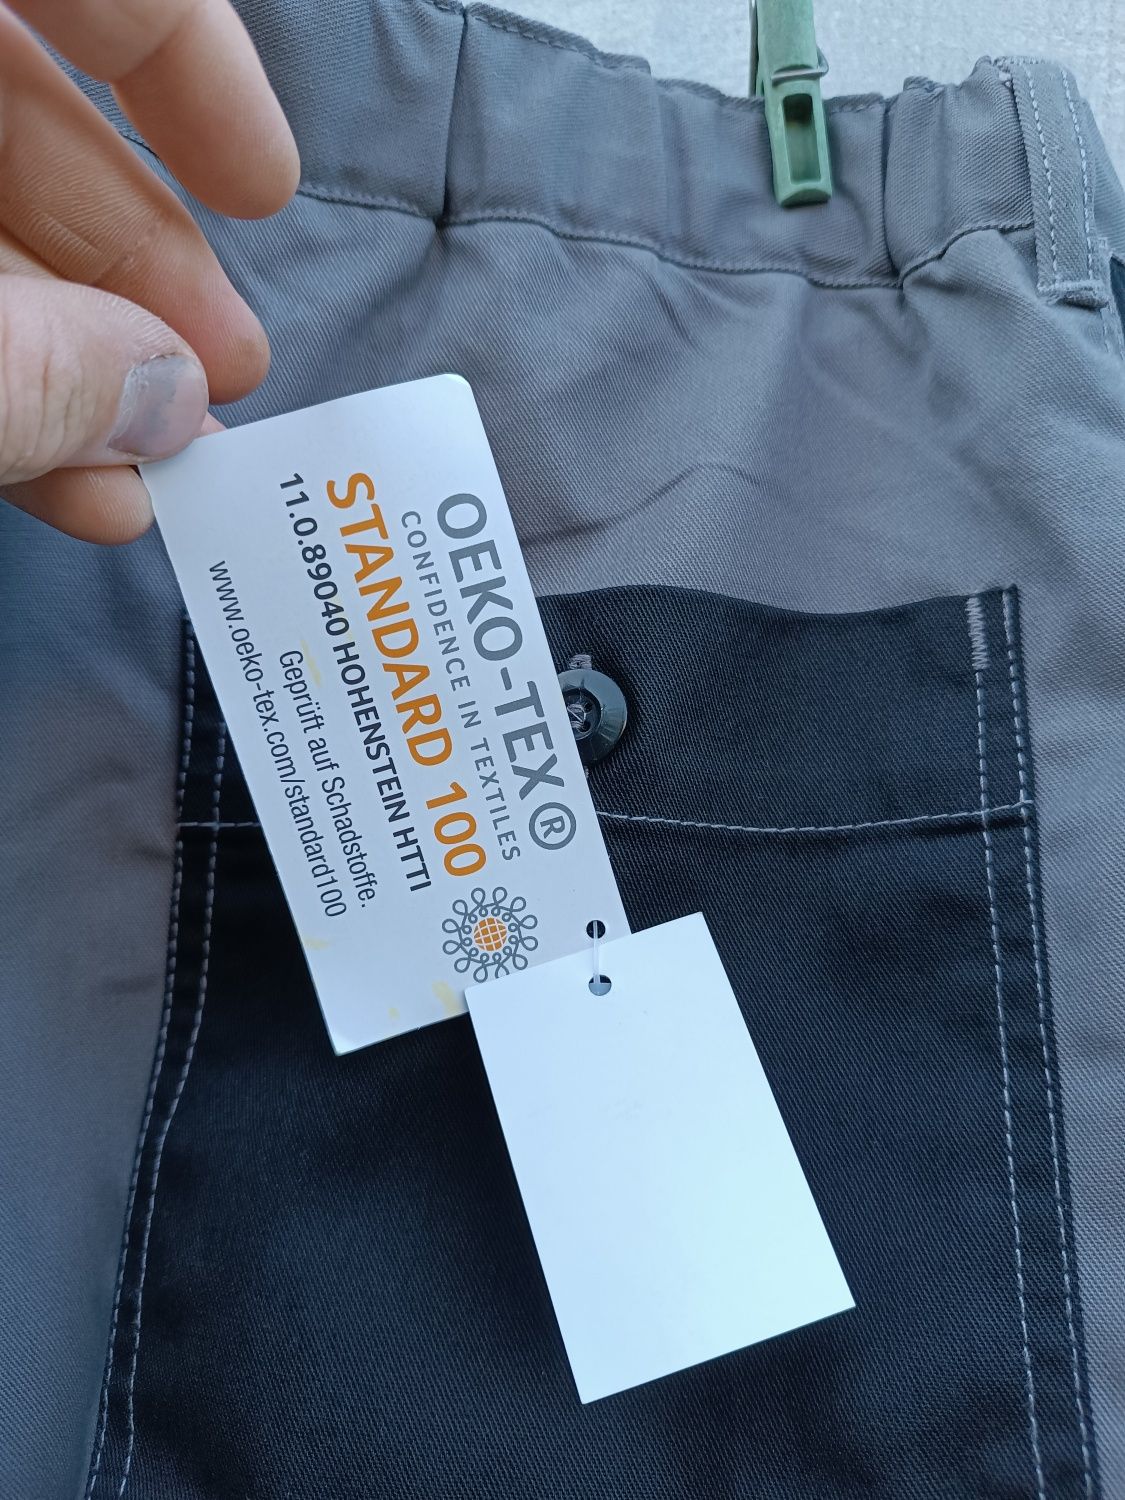 OEKO-TEX®
CONFIDENCE IN TEXTILES
STANDARD 100
11.0.89040 HOHENSTEIN HTTI
Geprüft auf Schadstoffe.
www.oeko-tex.com/standard100